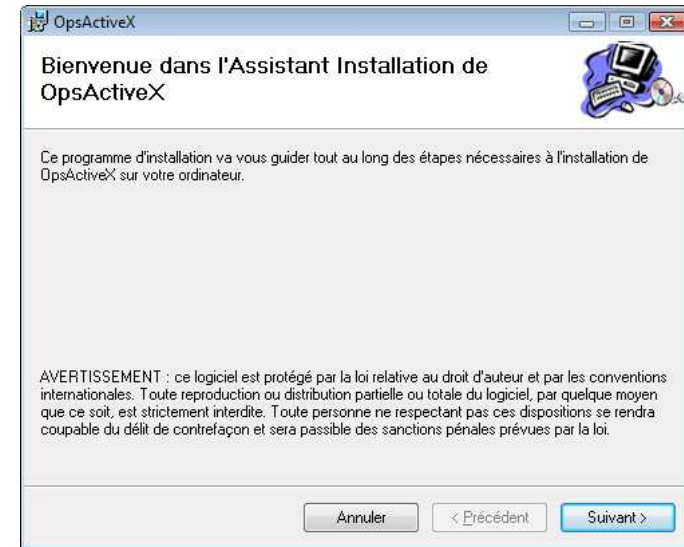 OpsActiveX
Bienvenue dans l'Assistant Installation de
OpsActiveX
Ce programme d'installation va vous guider tout au long des étapes nécessaires à l'installation de
OpsActiveX sur votre ordinateur.
AVERTISSEMENT : ce logiciel est protégé par la loi relative au droit d'auteur et par les conventions
internationales. Toute reproduction ou distribution partielle ou totale du logiciel, par quelque moyen
que ce soit, est strictement interdite. Toute personne ne respectant pas ces dispositions se rendra
coupable du délit de contrefaçon et sera passible des sanctions pénales prévues par la loi.
Annuler < Précédent Suivant >